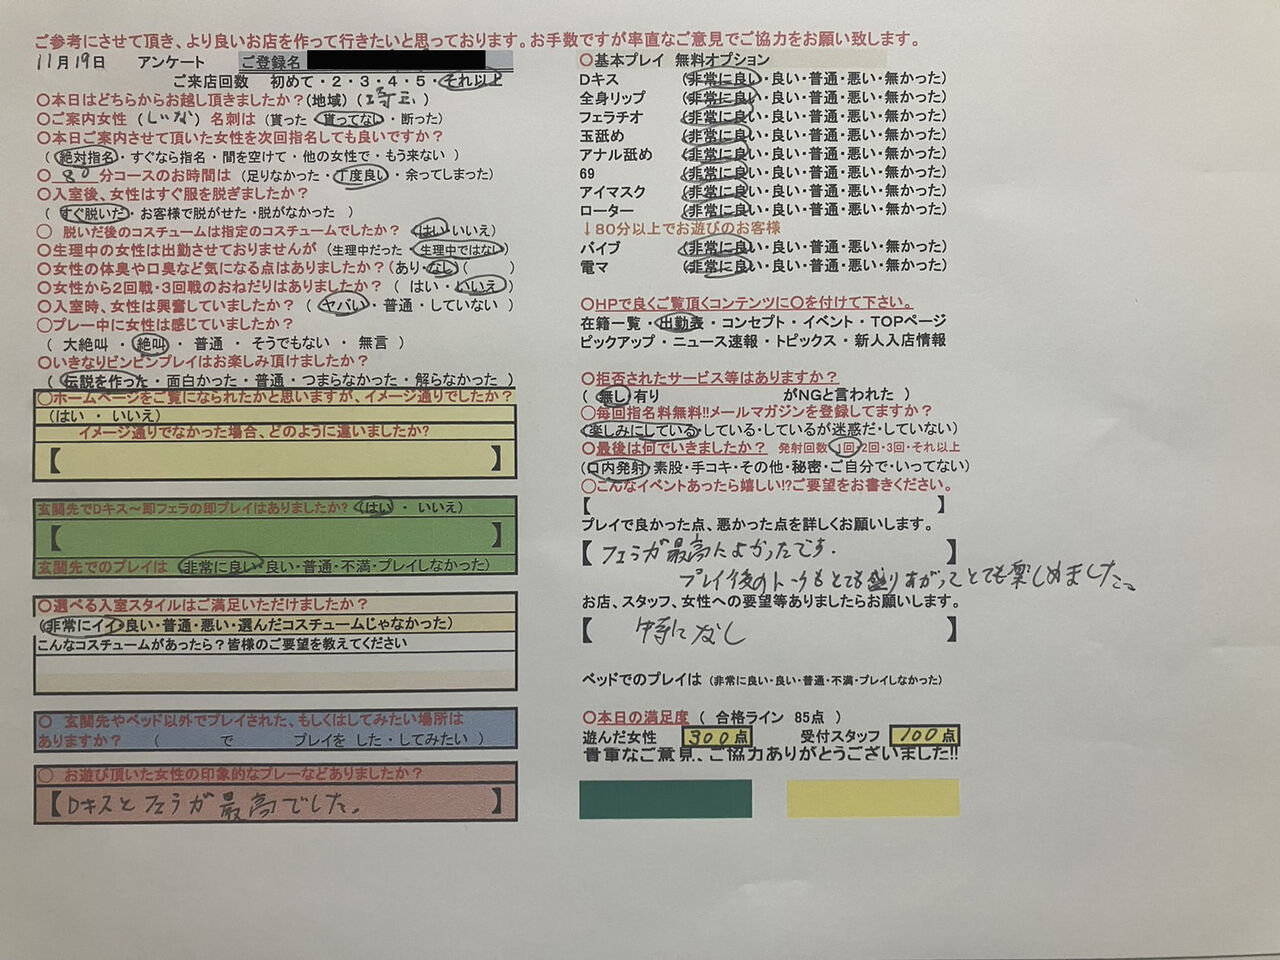 ご参考にさせて頂き、より良いお店を作って行きたいと思っております。お手数ですが率直なご意見でご協力をお願い致します。
11月19日 アンケート ご登録名
ご来店回数 初めて・2・3・4・5・それ以上
〇本日はどちらからお越し頂きましたか?(地域) (埼玉)
〇ご案内女性 (しいな) 名刺は (貰った・貰ってない・断った)
〇本日ご案内させて頂いた女性を次回指名しても良いですか?
(絶対指名・すぐなら指名・間を空けて・他の女性で・もう来ない )
〇 80 分コースのお時間は (足りなかった・丁度良い・余ってしまった)
〇入室後、女性はすぐ服を脱ぎましたか?
(すぐ脱いだ・お客様で脱がせた・脱がなかった )
〇 脱いだ後のコスチュームは指定のコスチュームでしたか? (はい・いいえ)
〇生理中の女性は出勤させておりませんが (生理中だった・生理中ではない)
〇女性の体臭や口臭など気になる点はありましたか?(あり・なし)( )
〇女性から2回戦・3回戦のおねだりはありましたか? ( はい・いいえ )
〇入室時、女性は興奮していましたか? (ヤバい・普通・していない )
〇プレー中に女性は感じていましたか?
( 大絶叫 ・ 絶叫 ・ 普通 ・ そうでもない ・ 無言 )
〇いきなりビンビンプレイはお楽しみ頂けましたか?
( 伝説を作った・面白かった・普通・つまらなかった・解らなかった )
〇ホームページをご覧になられたかと思いますが、イメージ通りでしたか?
(はい ・ いいえ)
イメージ通りでなかった場合、どのように違いましたか?
【 】
玄関先でDキス～即フェラの即プレイはありましたか? (はい ・ いいえ)
【 】
玄関先でのプレイは (非常に良い・良い・普通・不満・プレイしなかった)
〇選べる入室スタイルはご満足いただけましたか?
(非常にイイ・良い・普通・悪い・選んだコスチュームじゃなかった)
こんなコスチュームがあったら?皆様のご要望を教えてください
〇 玄関先やベッド以外でプレイされた、もしくはしてみたい場所は
ありますか? ( で プレイを した・してみたい )
〇 お遊び頂いた女性の印象的なプレーなどありましたか?
【Dキスとフェラが最高でした。】
〇基本プレイ 無料オプション
Dキス (非常に良い・良い・普通・悪い・無かった)
全身リップ (非常に良い・良い・普通・悪い・無かった)
フェラチオ (非常に良い・良い・普通・悪い・無かった)
玉舐め (非常に良い・良い・普通・悪い・無かった)
アナル舐め (非常に良い・良い・普通・悪い・無かった)
69 (非常に良い・良い・普通・悪い・無かった)
アイマスク (非常に良い・良い・普通・悪い・無かった)
ローター (非常に良い・良い・普通・悪い・無かった)
↓80分以上でお遊びのお客様
バイブ (非常に良い・良い・普通・悪い・無かった)
電マ (非常に良い・良い・普通・悪い・無かった)
〇HPで良くご覧頂くコンテンツに〇を付けて下さい。
在籍一覧・出勤表・コンセプト・イベント・TOPページ
ピックアップ・ニュース速報・トピックス・新人入店情報
〇拒否されたサービス等はありますか?
( 無し 有り がNGと言われた )
〇毎回指名料無料!!メールマガジンを登録してますか?
(楽しみにしている・している・しているが迷惑だ・していない)
〇最後は何でいきましたか? 発射回数 1回・2回・3回・それ以上
(口内発射・素股・手コキ・その他・秘密・ご自分で・いってない)
〇こんなイベントあったら嬉しい!?ご要望をお書きください。
【 】
プレイで良かった点、悪かった点を詳しくお願いします。
【フェラが最高によかったです。】
プレイ後のトークもとても盛りあがってとても楽しめました。
お店、スタッフ、女性への要望等ありましたらお願いします。
【 特になし 】
ベッドでのプレイは (非常に良い・良い・普通・不満・プレイしなかった)
〇本日の満足度 ( 合格ライン 85点 )
遊んだ女性 300点 受付スタッフ 100点
貴重なご意見、ご協力ありがとうございました!!